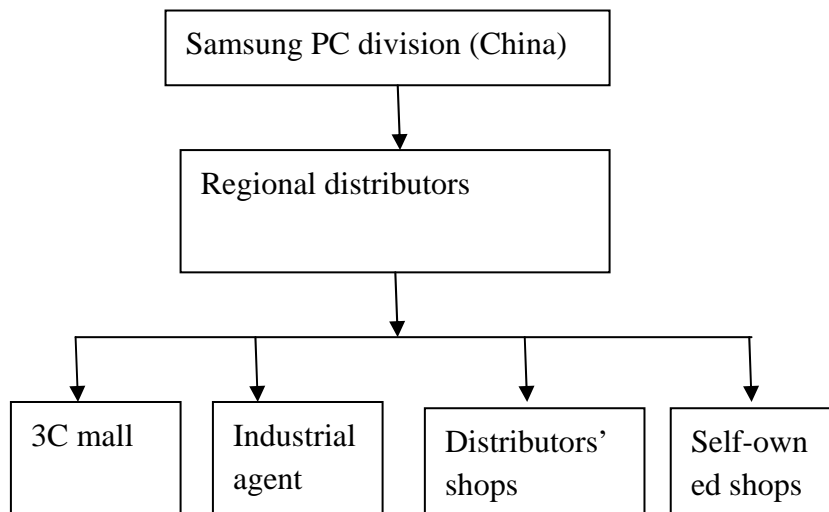 Samsung PC division (China)
Regional distributors
3C mall
Industrial
agent
Distributors’
shops
Self-own
ed shops